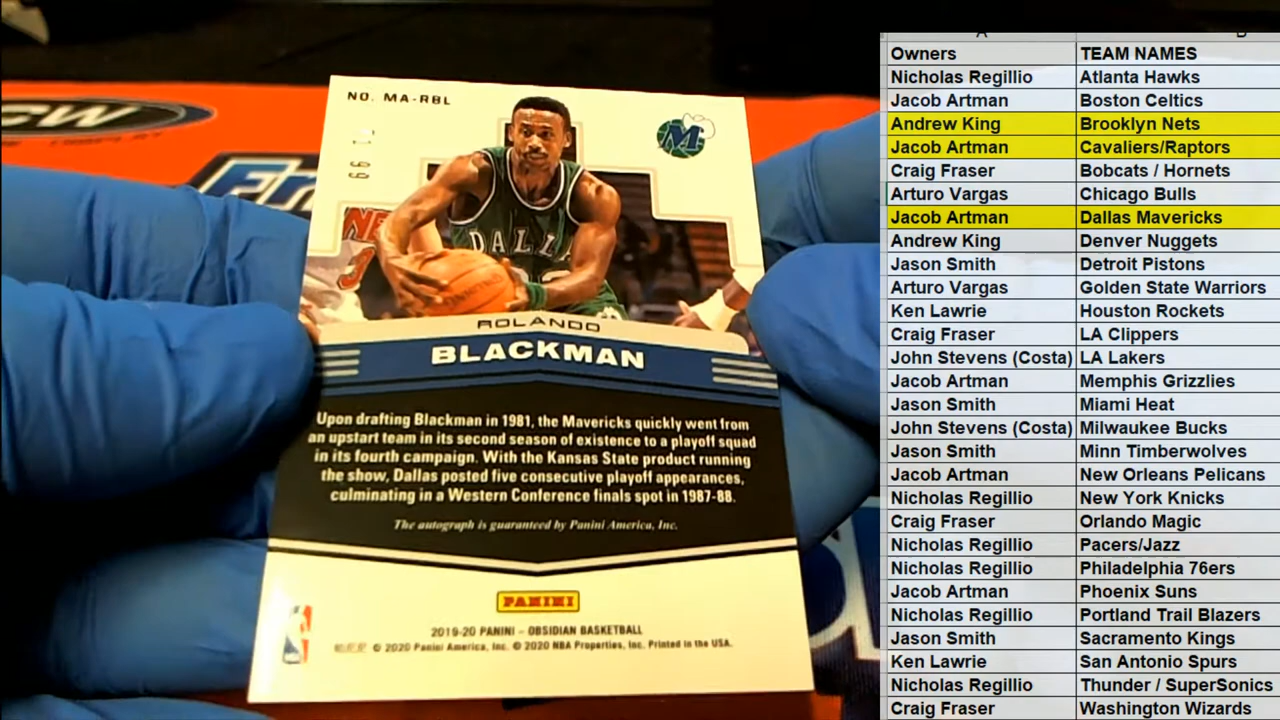 NO. MA-RBL
M
DALLA
ROLANDO
BLACKMAN
Upon drafting Blackman in 1981, the Mavericks quickly went from
an upstart team in its second season of existence to a playoff squad
in its fourth campaign. With the Kansas State product running
the show, Dallas posted five consecutive playoff appearances,
culminating in a Western Conference finals spot in 1987-88.
The autograph is guaranteed by Panini America, Inc.
PANINI
2019-20 PANINI – OBSIDIAN BASKETBALL
© 2020 Panini America, Inc. © 2020 NBA Properties, Inc. Printed in the USA.
Owners TEAM NAMES
Nicholas Regillio Atlanta Hawks
Jacob Artman Boston Celtics
Andrew King Brooklyn Nets
Jacob Artman Cavaliers/Raptors
Craig Fraser Bobcats / Hornets
Arturo Vargas Chicago Bulls
Jacob Artman Dallas Mavericks
Andrew King Denver Nuggets
Jason Smith Detroit Pistons
Arturo Vargas Golden State Warriors
Ken Lawrie Houston Rockets
Craig Fraser LA Clippers
John Stevens (Costa) LA Lakers
Jacob Artman Memphis Grizzlies
Jason Smith Miami Heat
John Stevens (Costa) Milwaukee Bucks
Jason Smith Minn Timberwolves
Jacob Artman New Orleans Pelicans
Nicholas Regillio New York Knicks
Craig Fraser Orlando Magic
Nicholas Regillio Pacers/Jazz
Nicholas Regillio Philadelphia 76ers
Jacob Artman Phoenix Suns
Nicholas Regillio Portland Trail Blazers
Jason Smith Sacramento Kings
Ken Lawrie San Antonio Spurs
Nicholas Regillio Thunder / SuperSonics
Craig Fraser Washington Wizards